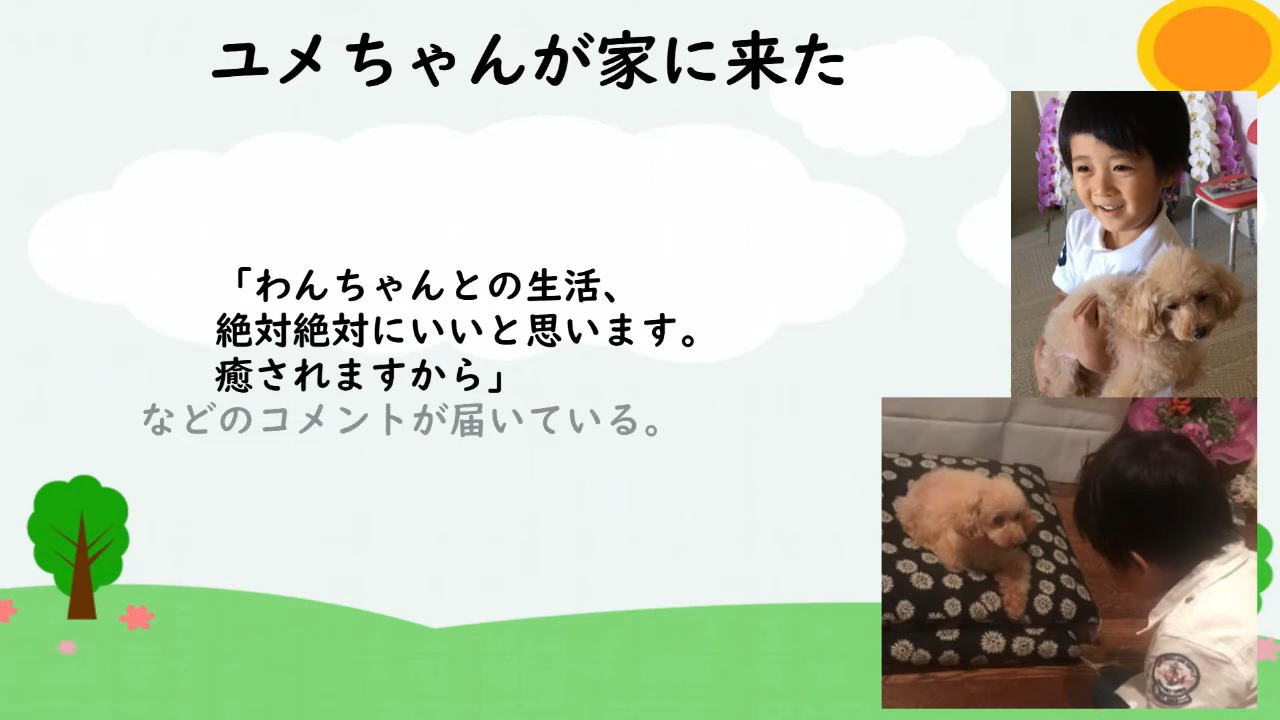 ユメちゃんが家に来た
「わんちゃんとの生活、
絶対絶対にいいと思います。
癒されますから」
などのコメントが届いている。